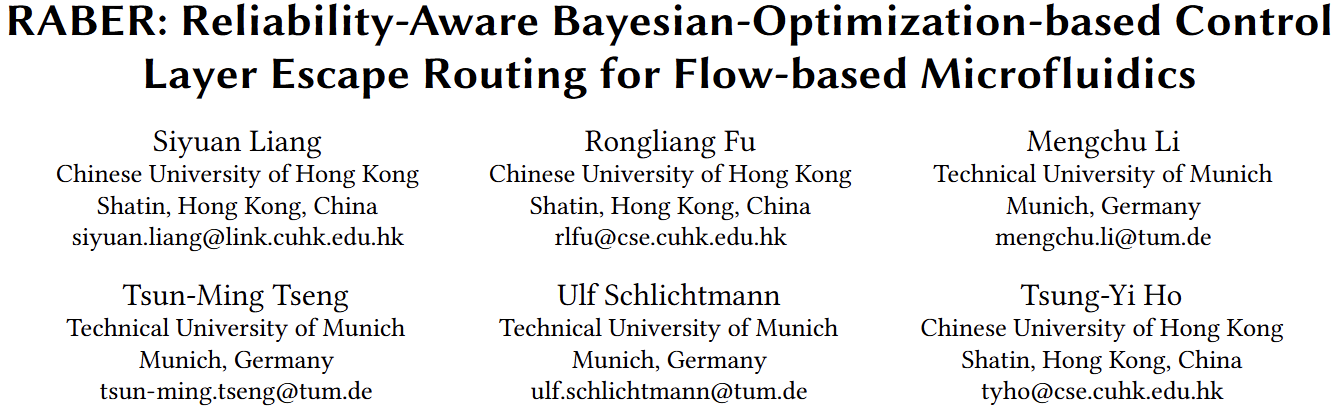 RABER: Reliability-Aware Bayesian-Optimization-based Control
Layer Escape Routing for Flow-based Microfluidics
Siyuan Liang
Chinese University of Hong Kong
Shatin, Hong Kong, China
siyuan.liang@link.cuhk.edu.hk
Rongliang Fu
Chinese University of Hong Kong
Shatin, Hong Kong, China
rlfu@cse.cuhk.edu.hk
Mengchu Li
Technical University of Munich
Munich, Germany
mengchu.li@tum.de
Tsun-Ming Tseng
Technical University of Munich
Munich, Germany
tsun-ming.tseng@tum.de
Ulf Schlichtmann
Technical University of Munich
Munich, Germany
ulf.schlichtmann@tum.de
Tsung-Yi Ho
Chinese University of Hong Kong
Shatin, Hong Kong, China
tyho@cse.cuhk.edu.hk